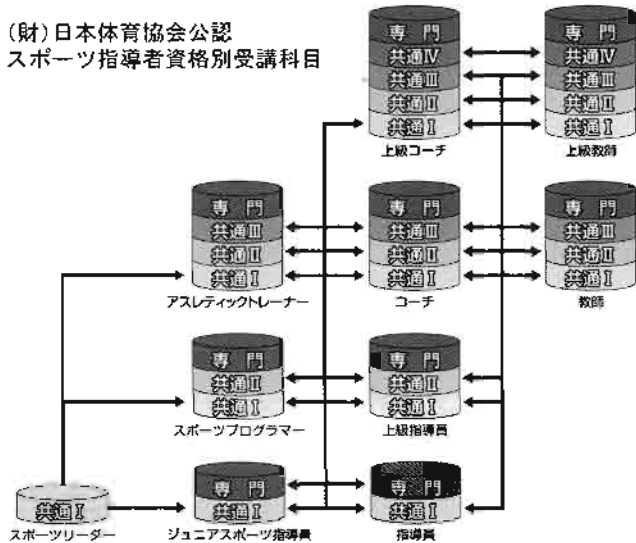 (財)日本体育協会公認
スポーツ指導者資格別受講科目
専 門
共通Ⅳ
共通Ⅲ
共通Ⅱ
共通Ⅰ
上級コーチ
専 門
共通Ⅳ
共通Ⅲ
共通Ⅱ
共通Ⅰ
上級教師
専 門
共通Ⅲ
共通Ⅱ
共通Ⅰ
アスレティックトレーナー
専 門
共通Ⅲ
共通Ⅱ
共通Ⅰ
コーチ
専 門
共通Ⅲ
共通Ⅱ
共通Ⅰ
教師
専 門
共通Ⅱ
共通Ⅰ
スポーツプログラマー
専 門
共通Ⅱ
共通Ⅰ
上級指導員
共通Ⅰ
スポーツリーダー
専 門
共通Ⅰ
ジュニアスポーツ指導員
専 門
共通Ⅰ
指導員